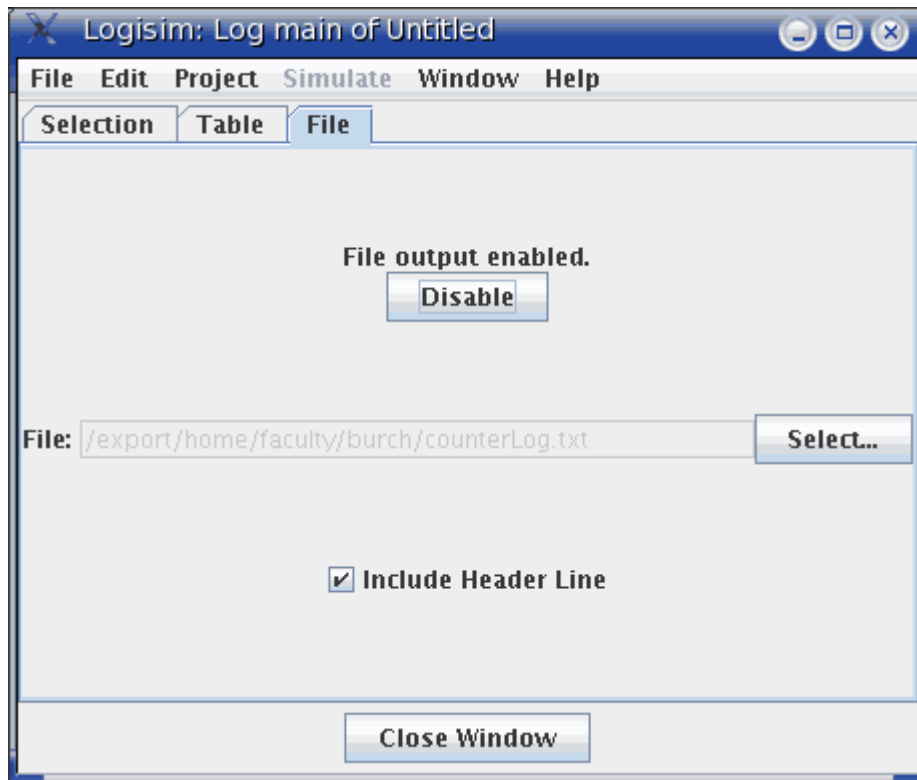 Logisim: Log main of Untitled
File Edit Project Simulate Window Help
Selection Table File
File output enabled.
Disable
File: /export/home/faculty/burch/counterLog.txt Select...
Include Header Line
Close Window